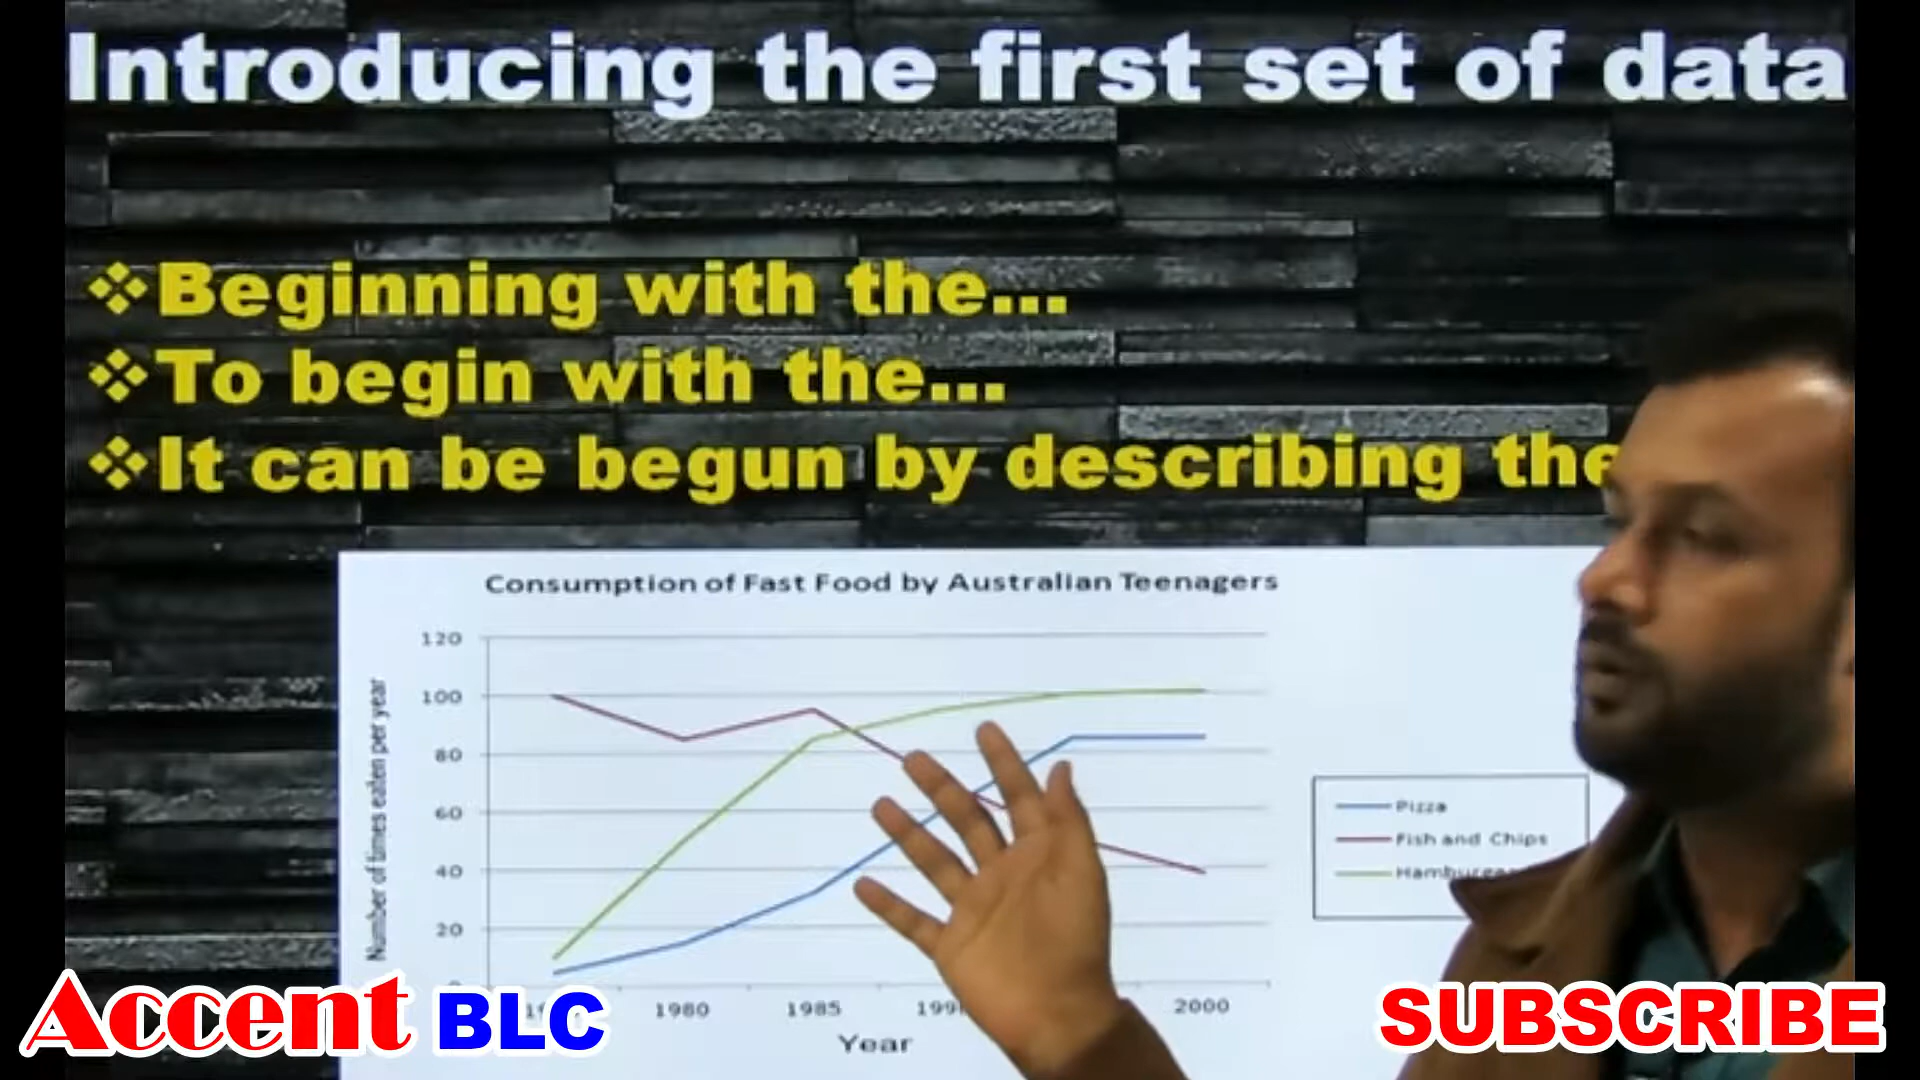 Introducing the first set of data
❖Beginning with the...
❖To begin with the...
❖It can be begun by describing the
Consumption of Fast Food by Australian Teenagers
120
100
80
60
40
20
Number of times eaten per year
1980 1985 2000
Year
Pizza
Fish and Chips
Accent BLC
SUBSCRIBE